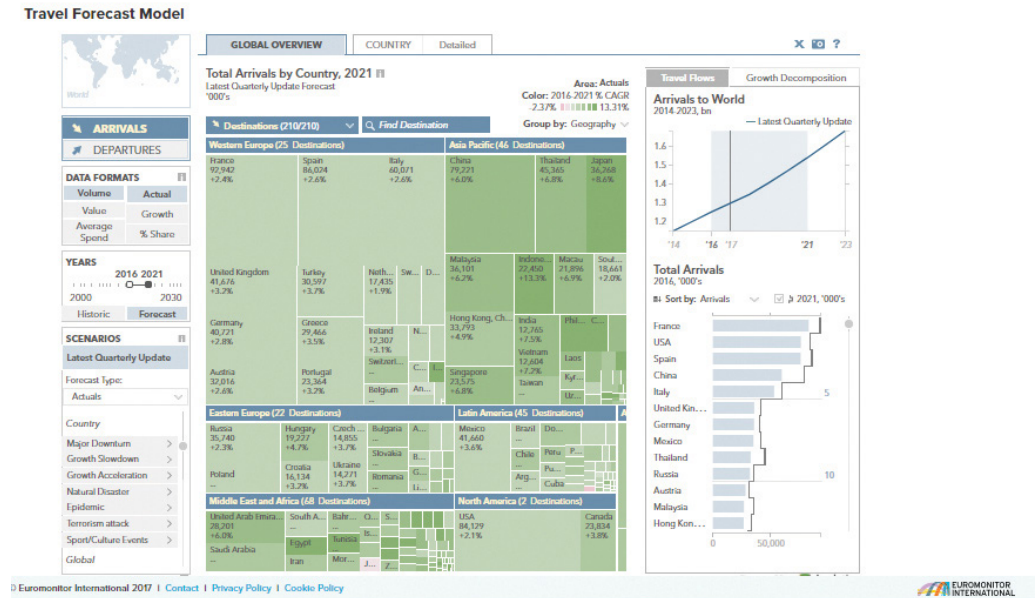 Travel Forecast Model
World
ARRIVALS
DEPARTURES
DATA FORMATS
Volume Actual
Value Growth
Average Spend % Share
YEARS
2016 2021
2000 2030
Historic Forecast
SCENARIOS
Latest Quarterly Update
Forecast Type:
Actuals
Country
Major Downturn >
Growth Slowdown >
Growth Acceleration >
Natural Disaster >
Epidemic >
Terrorism attack >
Sport/Culture Events >
Global
GLOBAL OVERVIEW COUNTRY Detailed
X ?
Total Arrivals by Country, 2021
Latest Quarterly Update Forecast
'000's
Area: Actuals
Color: 2016-2021 % CAGR
-2.37% 13.31%
Destinations (210/210) Find Destination
Group by: Geography
Western Europe (25 Destinations)
France
92,942
+2.4%
Spain
86,024
+2.6%
Italy
60,071
+2.6%
United Kingdom
41,676
+3.2%
Turkey
30,597
+3.7%
Neth...
17,435
+1.9%
Sw...
D...
Germany
40,721
+2.8%
Greece
29,466
+3.5%
Ireland
12,307
+3.1%
N...
Switzerl...
...
C...
Austria
32,016
+2.6%
Portugal
23,364
+3.2%
Belgium
...
An...
Asia Pacific (46 Destinations)
China
79,221
+6.0%
Thailand
45,365
+6.8%
Japan
36,268
+8.6%
Malaysia
36,101
+6.2%
Indone...
22,450
+13.3%
Macau
21,896
+6.9%
Sout...
18,661
+2.0%
Hong Kong, Ch...
33,793
+4.9%
India
12,765
+7.5%
Phil...
C...
Vietnam
12,604
+7.2%
Laos
Singapore
23,575
+6.8%
Taiwan
...
Kyr...
Uz...
Eastern Europe (22 Destinations)
Russia
35,740
+2.3%
Hungary
19,227
+4.7%
Czech ...
14,855
+3.7%
Bulgaria
...
A...
Slovakia
...
B...
Poland
...
Croatia
16,134
+3.2%
Ukraine
14,271
+3.7%
Romania
...
G...
Li...
Latin America (45 Destinations)
A
Mexico
41,660
+3.6%
Brazil
...
Do...
Chile
...
Peru
P...
Arg...
...
Pu...
Cuba
Middle East and Africa (68 Destinations)
United Arab Emira...
28,201
+6.0%
South A...
...
Bahr...
...
O...
S...
Saudi Arabia
...
Egypt
...
Tunisia
...
Is...
Iran
Mor...
J...
Z...
North America (2 Destinations)
USA
84,129
+2.1%
Canada
23,834
+3.8%
Travel Flows Growth Decomposition
Arrivals to World
2014-2023, bn
Latest Quarterly Update
1.6
1.5
1.4
1.3
1.2
'14 '16 '17 '21 '23
Total Arrivals
2016, '000's
Sort by: Arrivals 2021, '000's
France
USA
Spain
China
Italy 5
United Kin...
Germany
Mexico
Thailand
Russia 10
Austria
Malaysia
Hong Kon...
0 50,000
© Euromonitor International 2017 | Contact | Privacy Policy | Cookie Policy
EUROMONITOR
INTERNATIONAL